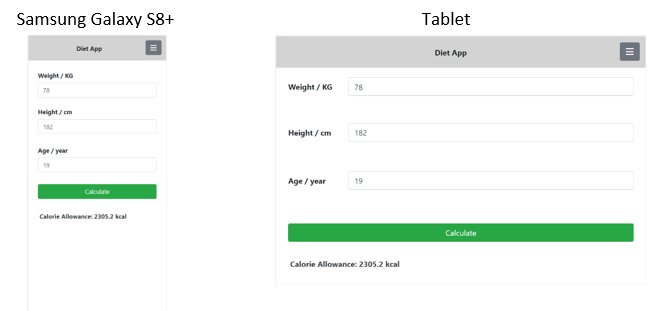 Samsung Galaxy S8+
Diet App
Weight / KG
78
Height / cm
182
Age / year
19
Calculate
Calorie Allowance: 2305.2 kcal
Tablet
Diet App
Weight / KG
78
Height / cm
182
Age / year
19
Calculate
Calorie Allowance: 2305.2 kcal